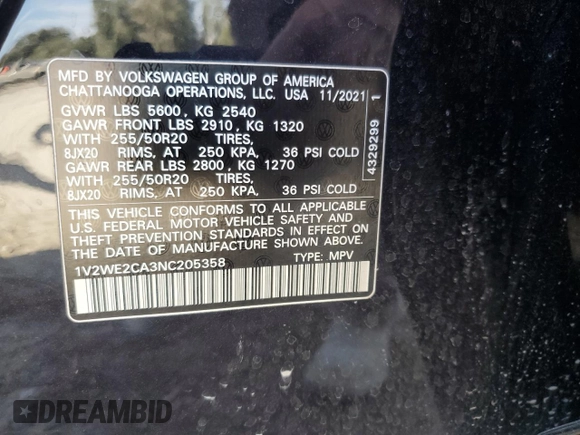 MFD BY VOLKSWAGEN GROUP OF AMERICA
CHATTANOOGA OPERATIONS, LLC. USA 11/2021
GVWR LBS 5600, KG 2540
GAWR FRONT LBS 2910, KG 1320
WITH 255/50R20 TIRES,
8JX20 RIMS, AT 250 KPA, 36 PSI COLD
GAWR REAR LBS 2800, KG 1270
WITH 255/50R20 TIRES,
8JX20 RIMS, AT 250 KPA, 36 PSI COLD
THIS VEHICLE CONFORMS TO ALL APPLICABLE
U.S. FEDERAL MOTOR VEHICLE SAFETY AND
THEFT PREVENTION STANDARDS IN EFFECT ON
THE DATE OF MANUFACTURE SHOWN ABOVE.
1V2WE2CA3NC205358 TYPE: MPV
4329299 1
DREAMBID